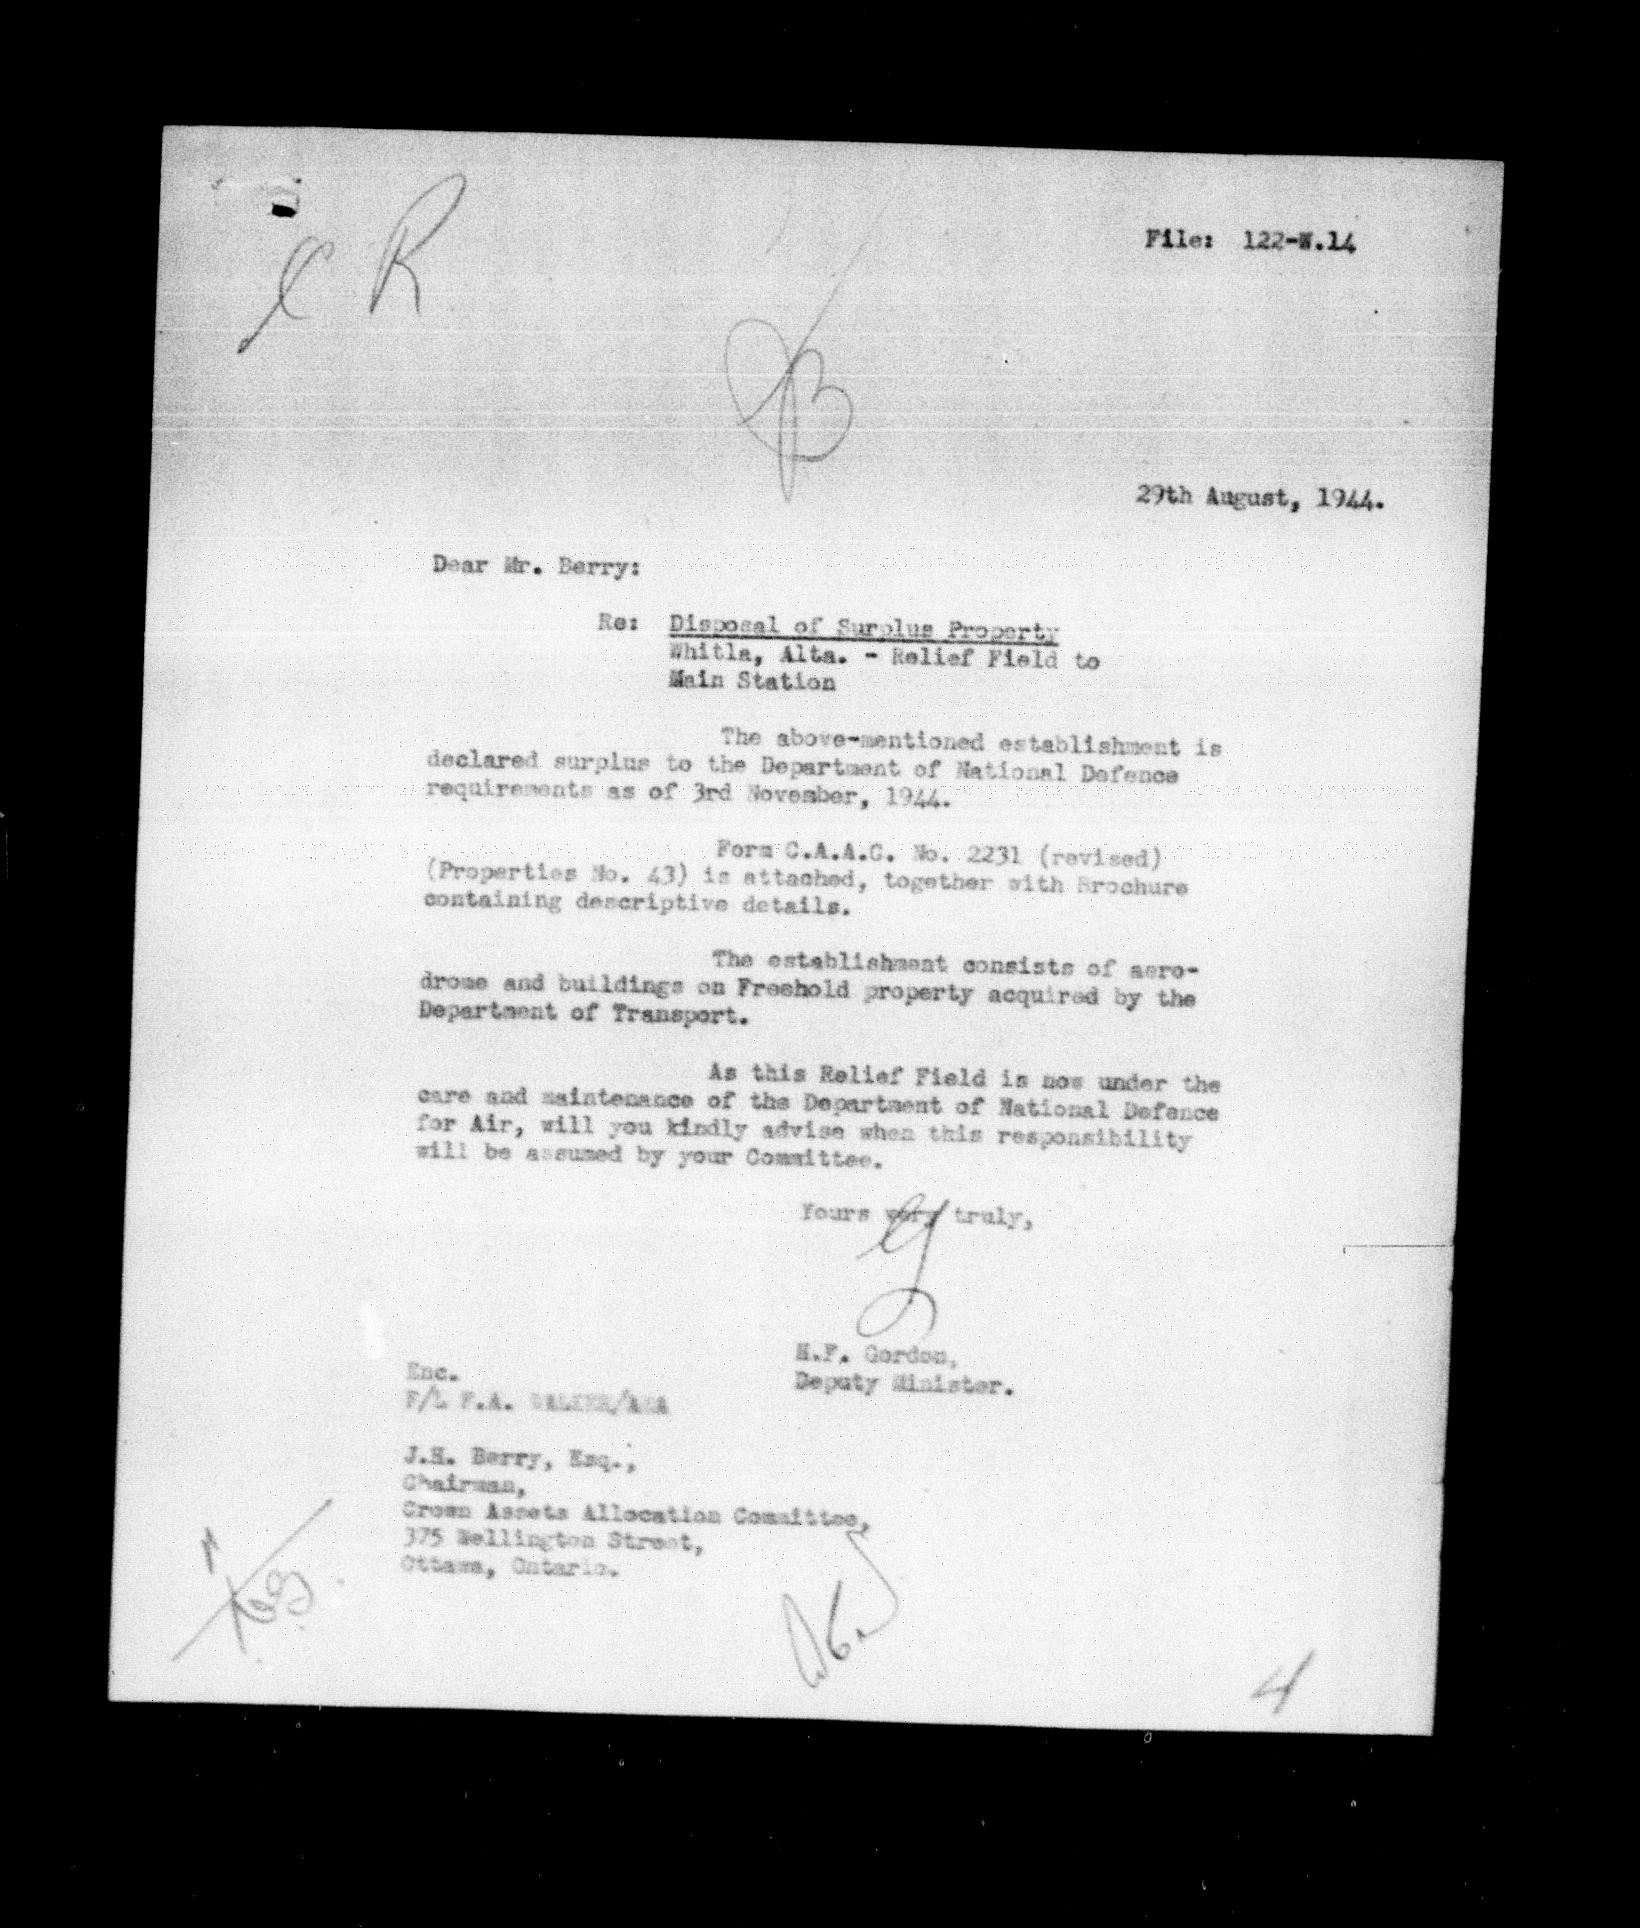 C R
File: 122-W.14
29th August, 1944.
Dear Mr. Berry:
Re: Disposal of Surplus Property
Whitla, Alta. - Relief Field to
Main Station
The above-mentioned establishment is
declared surplus to the Department of National Defence
requirements as of 3rd November, 1944.
Form C.A.A.C. No. 2231 (revised)
(Properties No. 43) is attached, together with Brochure
containing descriptive details.
The establishment consists of aero-
drome and buildings on Freehold property acquired by the
Department of Transport.
As this Relief Field is now under the
care and maintenance of the Department of National Defence
for Air, will you kindly advise when this responsibility
will be assumed by your Committee.
Yours very truly,
H.F. Gordon,
Deputy Minister.
Enc.
F/L F.A.
J.H. Berry, Esq.,
Chairman,
Crown Assets Allocation Committee,
375 Wellington Street,
Ottawa, Ontario.
4